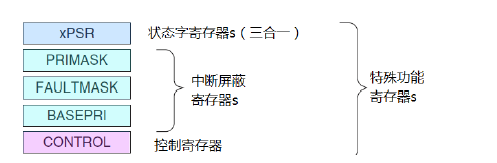 xPSR 状态字寄存器s（三合一）
PRIMASK
FAULTMASK
BASEPRI
CONTROL 控制寄存器
中断屏蔽
寄存器s
特殊功能
寄存器s